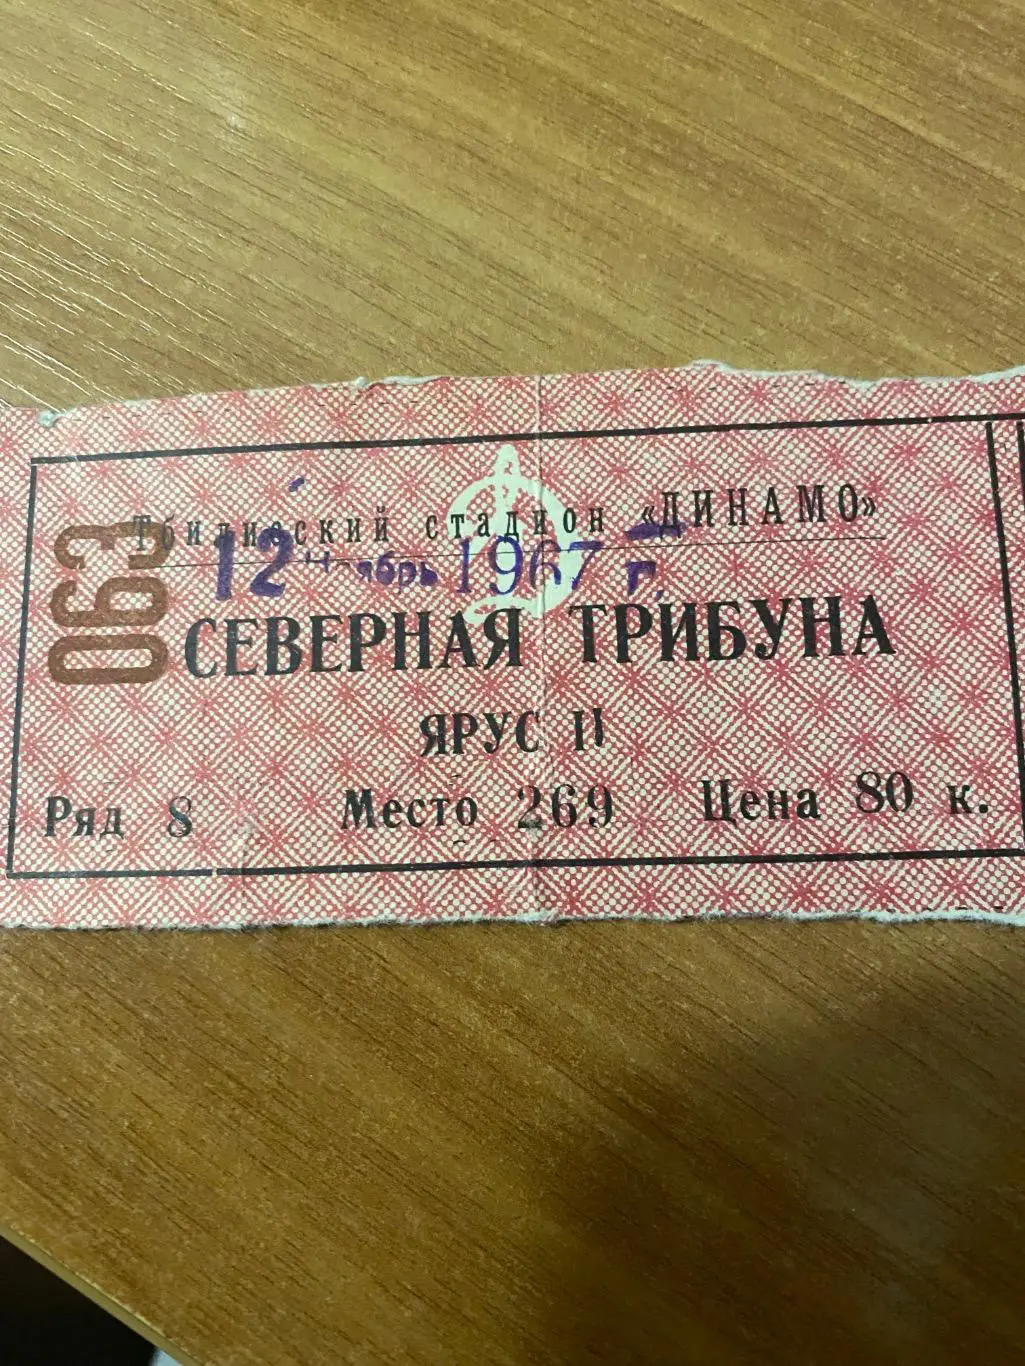 063
Тбилисский стадион «ДИНАМО»
12 ноябрь 1967 г.
СЕВЕРНАЯ ТРИБУНА
ЯРУС II
Ряд 8 Место 269 Цена 80 к.